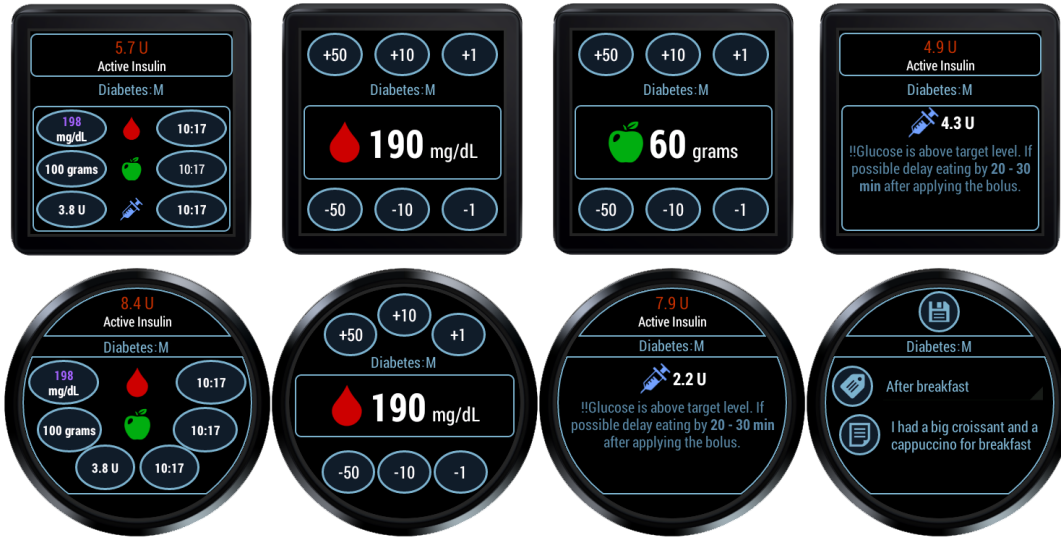 5.7 U
Active Insulin
Diabetes:M
198
mg/dL
10:17
100 grams
10:17
3.8 U
10:17
+50
+10
+1
Diabetes:M
190 mg/dL
-50
-10
-1
+50
+10
+1
Diabetes:M
60 grams
-50
-10
-1
4.9 U
Active Insulin
Diabetes:M
4.3 U
!!Glucose is above target level. If
possible delay eating by 20 - 30
min after applying the bolus.
8.4 U
Active Insulin
Diabetes:M
198
mg/dL
10:17
100 grams
10:17
3.8 U
10:17
+50
+10
+1
Diabetes:M
190 mg/dL
-50
-10
-1
7.9 U
Active Insulin
Diabetes:M
2.2 U
!!Glucose is above target level. If
possible delay eating by 20 - 30 min
after applying the bolus.
Diabetes:M
After breakfast
I had a big croissant and a
cappuccino for breakfast